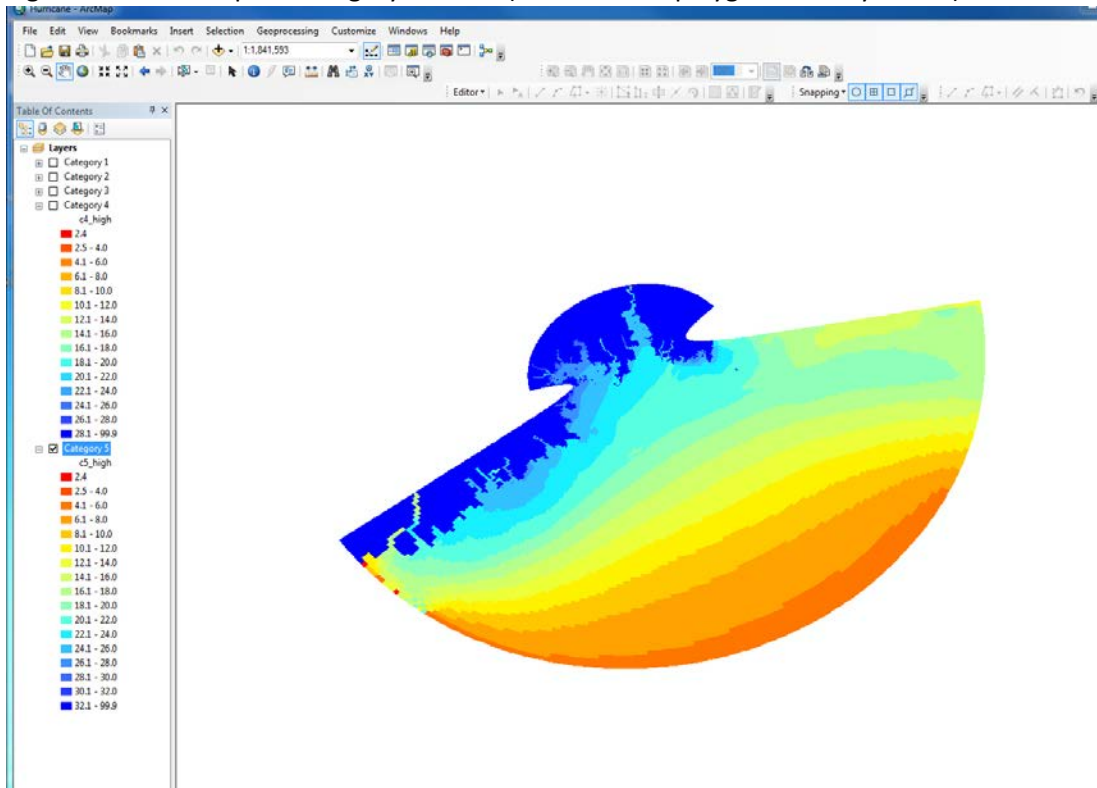 Hurricane - ArcMap
File Edit View Bookmarks Insert Selection Geoprocessing Customize Windows Help
1:1,841,593
Editor
Snapping
Table Of Contents
Layers
Category 1
Category 2
Category 3
Category 4
c4_high
2.4
2.5 - 4.0
4.1 - 6.0
6.1 - 8.0
8.1 - 10.0
10.1 - 12.0
12.1 - 14.0
14.1 - 16.0
16.1 - 18.0
18.1 - 20.0
20.1 - 22.0
22.1 - 24.0
24.1 - 26.0
26.1 - 28.0
28.1 - 99.9
Category 5
c5_high
2.4
2.5 - 4.0
4.1 - 6.0
6.1 - 8.0
8.1 - 10.0
10.1 - 12.0
12.1 - 14.0
14.1 - 16.0
16.1 - 18.0
18.1 - 20.0
20.1 - 22.0
22.1 - 24.0
24.1 - 26.0
26.1 - 28.0
28.1 - 30.0
30.1 - 32.0
32.1 - 99.9